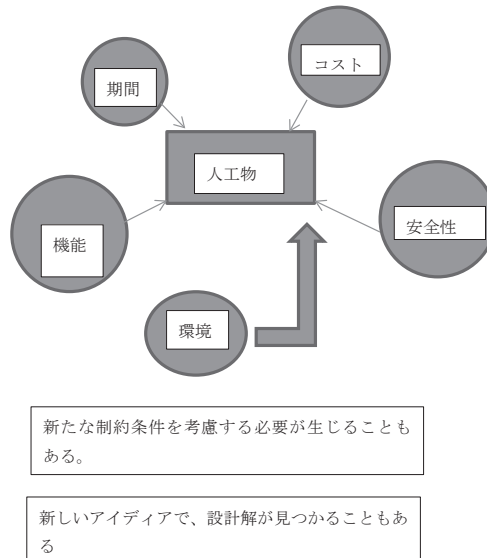 期間
コスト
人工物
機能
安全性
環境
新たな制約条件を考慮する必要が生じることも
ある。
新しいアイディアで、設計解が見つかることもあ
る